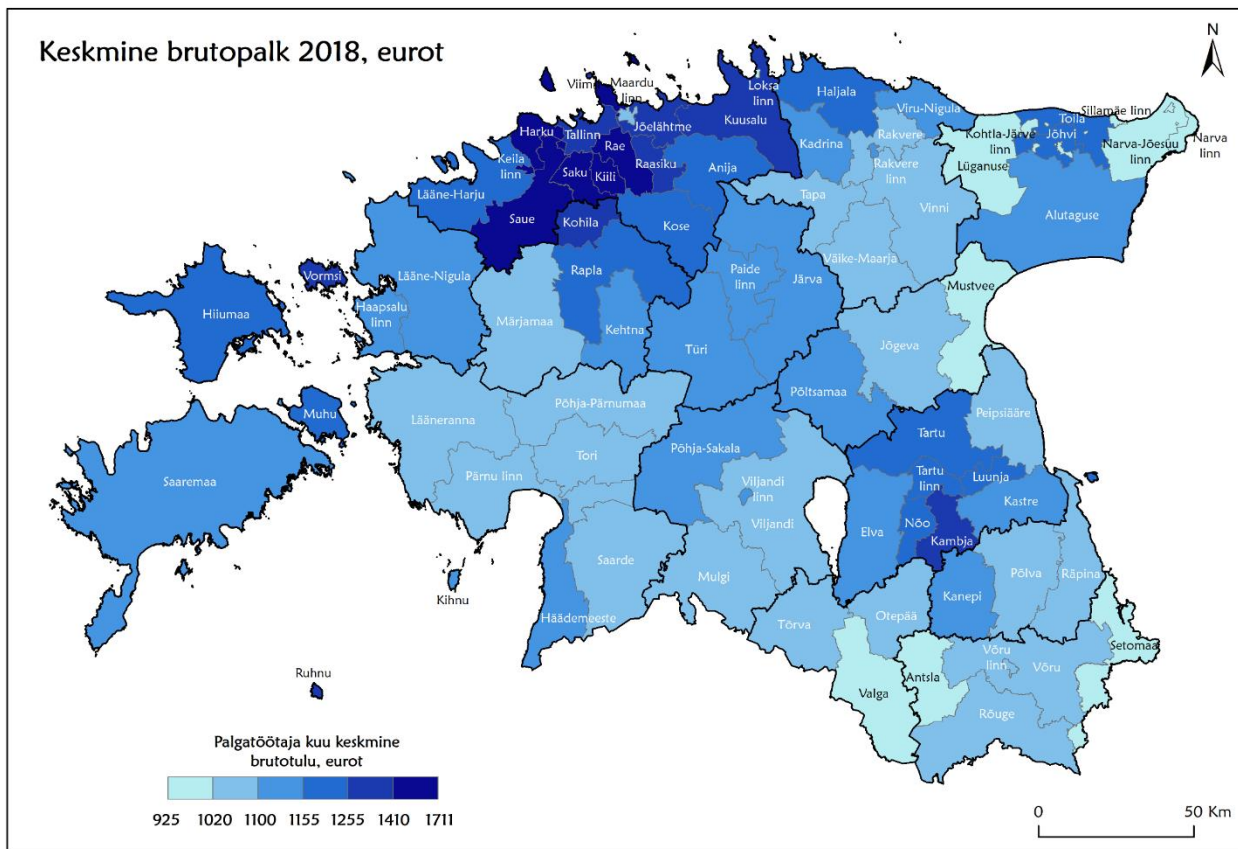 Keskmine brutopalk 2018, eurot
N
Viimsi
Maardu
linn
Loksa
linn
Haljala
Viru-Nigula
Sillamäe linn
Toila
Kohtla-Järve
linn
Jõhvi
Narva-Jõesuu
linn
Narva
linn
Harku
Tallinn
Jõelähtme
Kuusalu
Rakvere
Kadrina
Rae
Keila
linn
Raasiku
Anija
Rakvere
linn
Lüganuse
Saku
Kiili
Lääne-Harju
Tapa
Vinni
Alutaguse
Saue
Kohila
Kose
Väike-Maarja
Vormsi
Lääne-Nigula
Rapla
Paide
linn
Järva
Mustvee
Hiiumaa
Haapsalu
linn
Märjamaa
Kehtna
Türi
Jõgeva
Põltsamaa
Põhja-Pärnumaa
Peipsiääre
Muhu
Lääneranna
Tartu
Põhja-Sakala
Tori
Saaremaa
Pärnu linn
Tartu
linn
Luunja
Viljandi
linn
Kastre
Nõo
Elva
Viljandi
Kambja
Saarde
Põlva
Räpina
Mulgi
Kanepi
Kihnu
Häädemeeste
Otepää
Tõrva
Setomaa
Võru
linn
Võru
Ruhnu
Antsla
Valga
Rõuge
Palgatöötaja kuu keskmine
brutotulu, eurot
925 1020 1100 1155 1255 1410 1711
0 50 Km